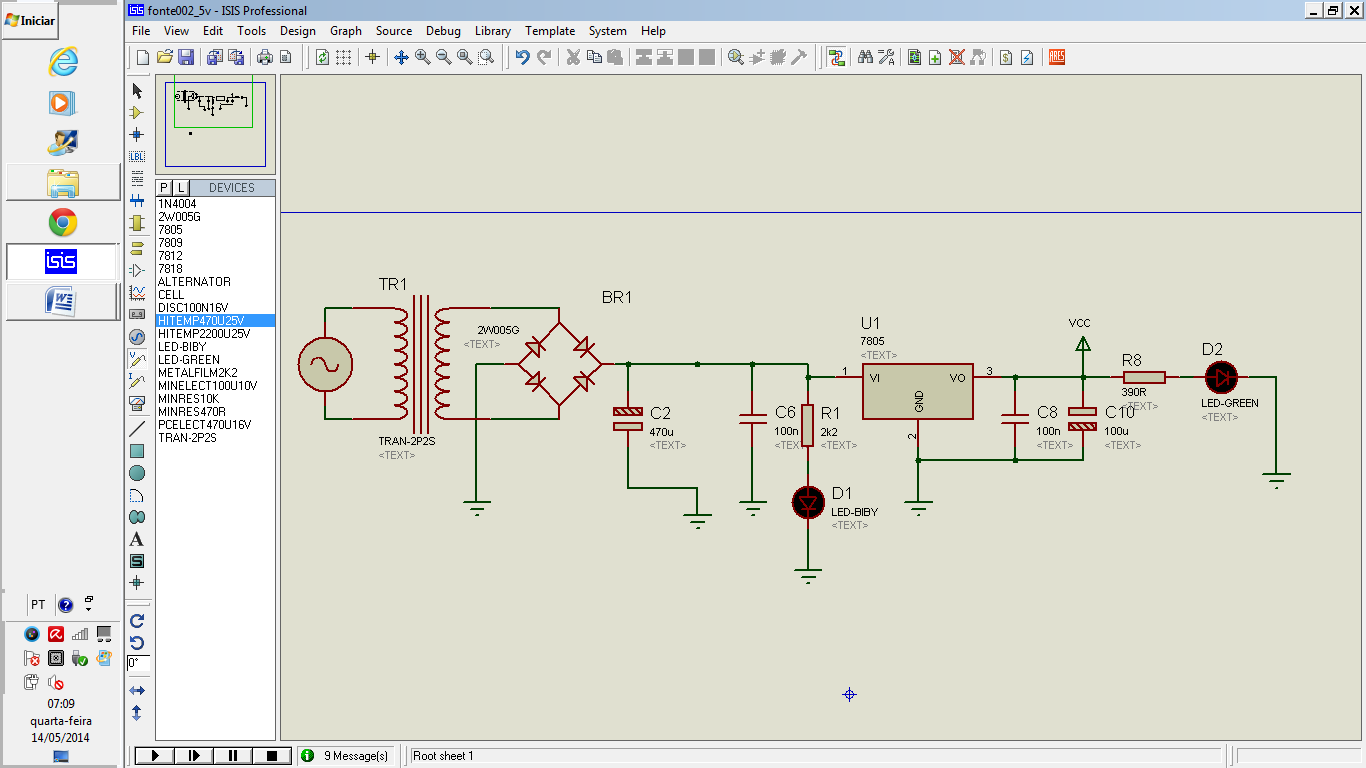 Iniciar
fonte002_5v - ISIS Professional
File View Edit Tools Design Graph Source Debug Library Template System Help
LBL
ARES
P L DEVICES
1N4004
2W005G
7805
7809
7812
7818
ALTERNATOR
CELL
DISC100N16V
HITEMP470U25V
HITEMP2200U25V
LED-BIBY
LED-GREEN
METALFILM2K2
MINELECT100U10V
MINRES10K
MINRES470R
PCELECT470U16V
TRAN-2P2S
TR1
TRAN-2P2S
<TEXT>
BR1
2W005G
<TEXT>
C2
470u
<TEXT>
C6
100n
<TEXT>
R1
2k2
<TEXT>
D1
LED-BIBY
<TEXT>
U1
7805
<TEXT>
1
VI
VO
3
GND
2
C8
100n
<TEXT>
VCC
C10
100u
<TEXT>
R8
390R
<TEXT>
D2
LED-GREEN
<TEXT>
isis
A
S
0°
PT
07:09
quarta-feira
14/05/2014
9 Message(s)
Root sheet 1